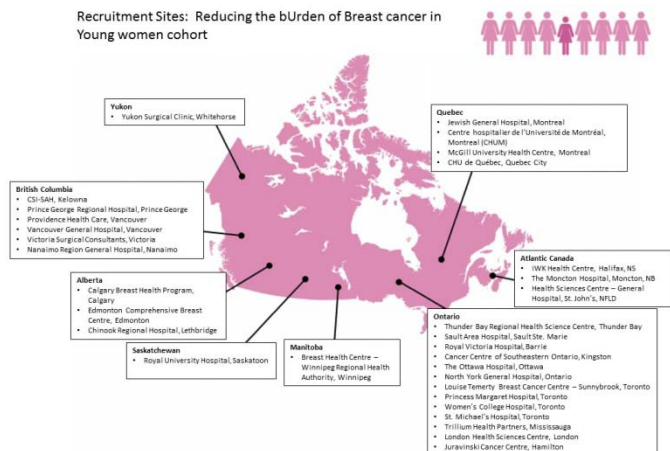 Recruitment Sites: Reducing the bUrden of Breast cancer in
Young women cohort
Yukon
• Yukon Surgical Clinic, Whitehorse
Quebec
• Jewish General Hospital, Montreal
• Centre hospitalier de l'Université de Montréal,
Montreal (CHUM)
• McGill University Health Centre, Montreal
• CHU de Québec, Quebec City
British Columbia
• CSI-SAH, Kelowna
• Prince George Regional Hospital, Prince George
• Providence Health Care, Vancouver
• Vancouver General Hospital, Vancouver
• Victoria Surgical Consultants, Victoria
• Nanaimo Region General Hospital, Nanaimo
Atlantic Canada
• IWK Health Centre, Halifax, NS
• The Moncton Hospital, Moncton, NB
• Health Sciences Centre – General
Hospital, St. John's, NFLD
Alberta
• Calgary Breast Health Program,
Calgary
• Edmonton Comprehensive Breast
Centre, Edmonton
• Chinook Regional Hospital, Lethbridge
Saskatchewan
• Royal University Hospital, Saskatoon
Manitoba
• Breast Health Centre –
Winnipeg Regional Health
Authority, Winnipeg
Ontario
• Thunder Bay Regional Health Science Centre, Thunder Bay
• Sault Area Hospital, Sault Ste. Marie
• Royal Victoria Hospital, Barrie
• Cancer Centre of Southeastern Ontario, Kingston
• The Ottawa Hospital, Ottawa
• North York General Hospital, Ontario
• Louise Temerty Breast Cancer Centre – Sunnybrook, Toronto
• Princess Margaret Hospital, Toronto
• Women's College Hospital, Toronto
• St. Michael's Hospital, Toronto
• Trillium Health Partners, Mississauga
• London Health Sciences Centre, London
• Juravinski Cancer Centre, Hamilton